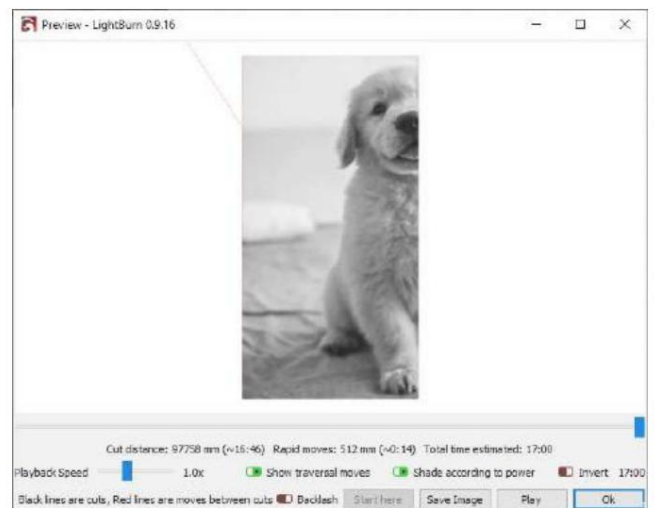 Preview - LightBurn 0.9.16
Cut distance: 97758 mm (~16:46) Rapid moves: 512 mm (~0:14) Total time estimated: 17:00
Playback Speed 1.0x Show traversal moves Shade according to power Invert 17:00
Black lines are cuts, Red lines are moves between cuts Backlash Start here Save Image Play Ok